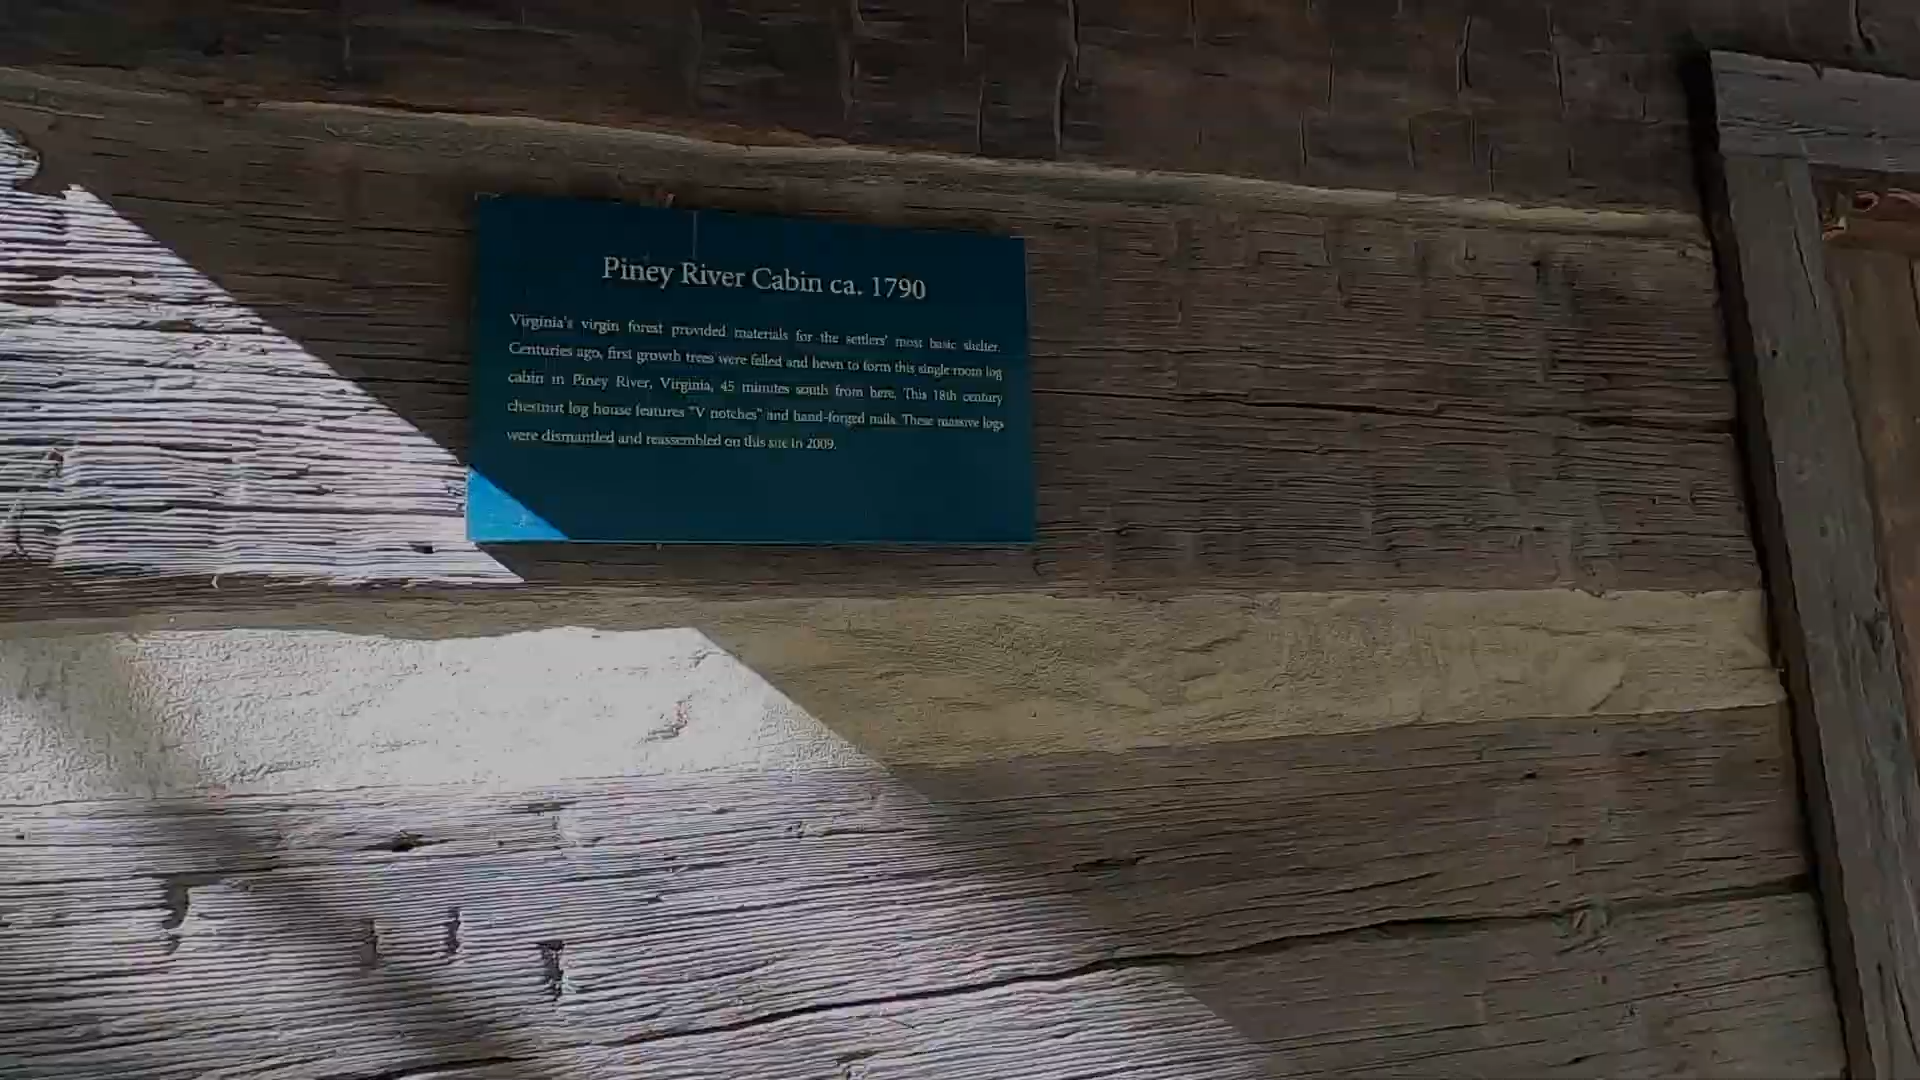 Piney River Cabin ca. 1790
Virginia's virgin forest provided materials for the settlers' most basic shelter.
Centuries ago, first growth trees were felled and hewn to form this single room log
cabin in Piney River, Virginia, 45 minutes south from here. This 18th century
chestnut log house features "V notches" and hand-forged nails. These massive logs
were dismantled and reassembled on this site in 2009.